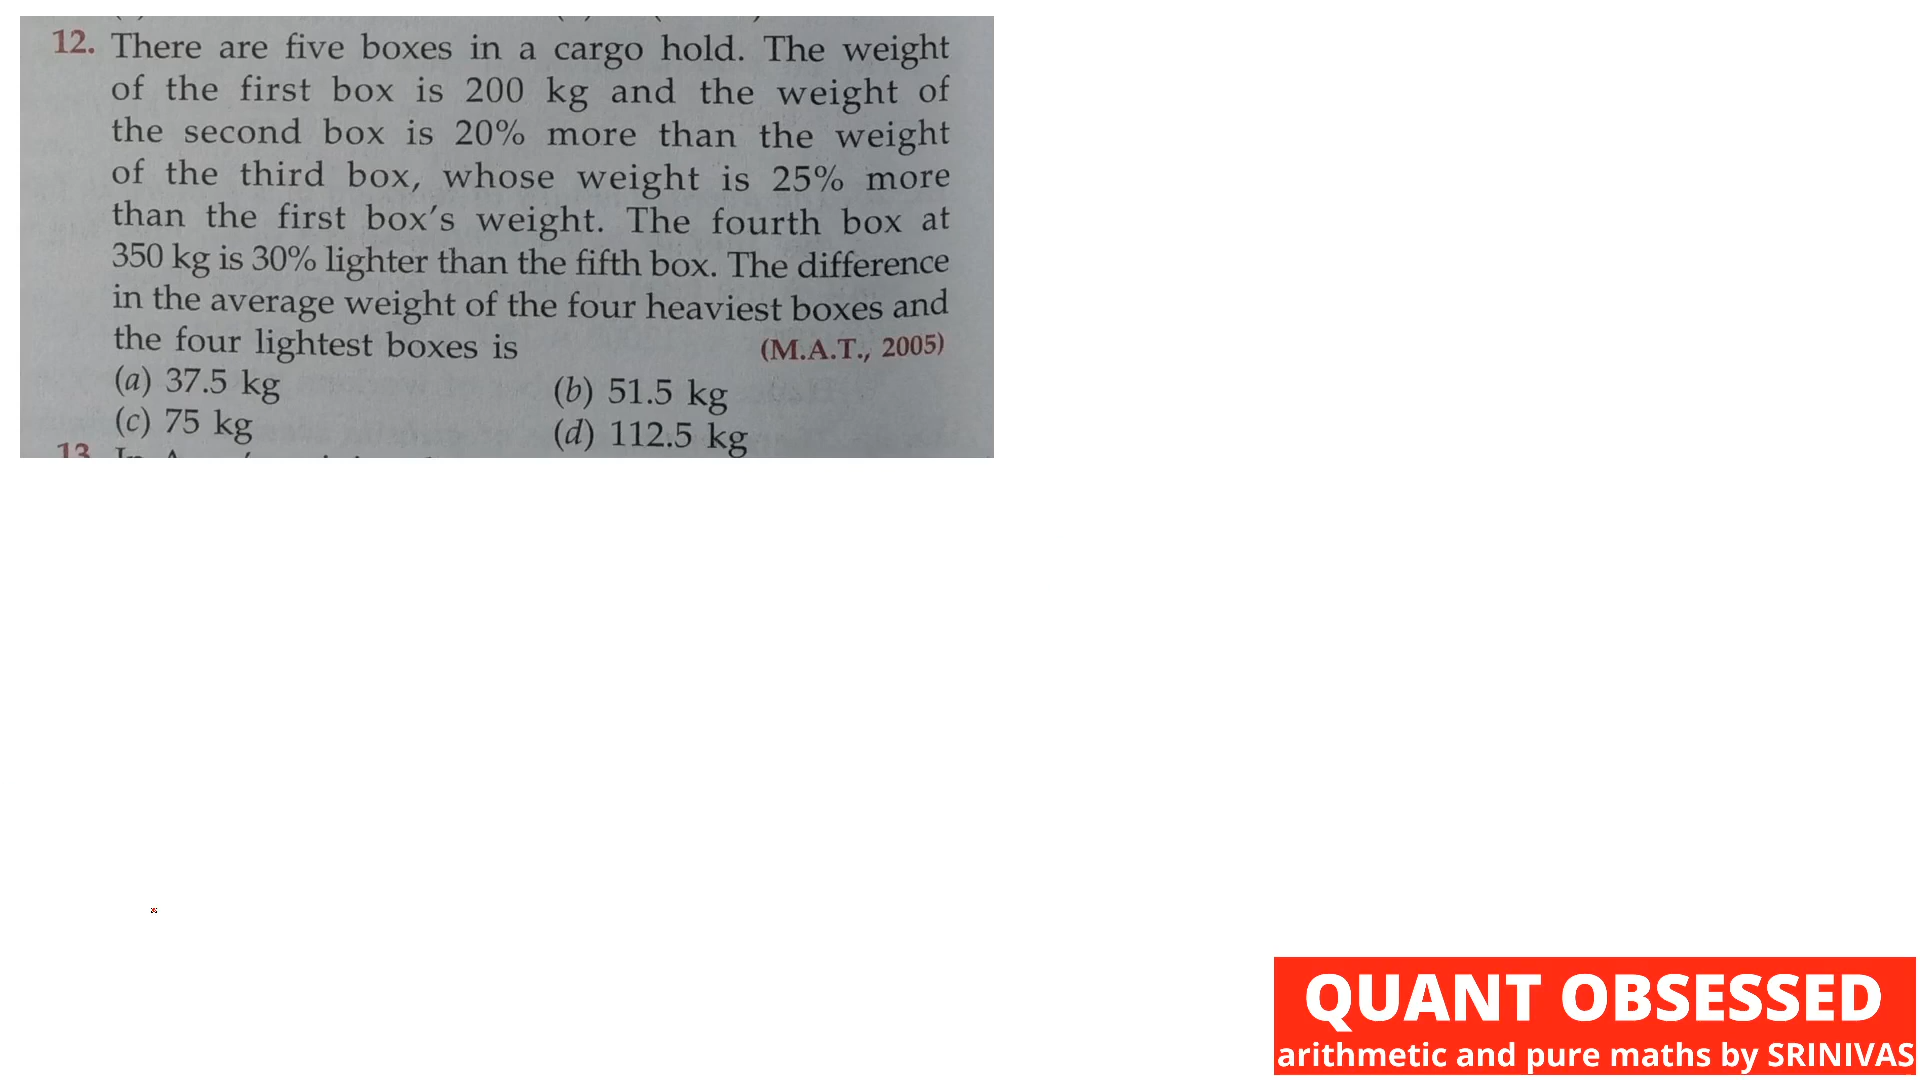 12. There are five boxes in a cargo hold. The weight
of the first box is 200 kg and the weight of
the second box is 20% more than the weight
of the third box, whose weight is 25% more
than the first box's weight. The fourth box at
350 kg is 30% lighter than the fifth box. The difference
in the average weight of the four heaviest boxes and
the four lightest boxes is (M.A.T., 2005)
(a) 37.5 kg (b) 51.5 kg
(c) 75 kg (d) 112.5 kg
13
QUANT OBSESSED
arithmetic and pure maths by SRINIVAS